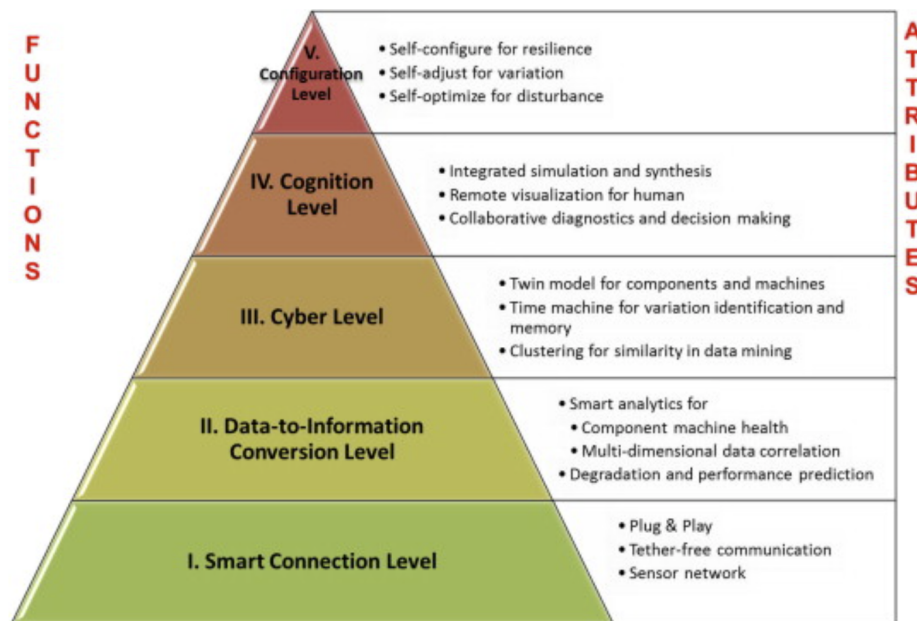 FUNCTIONS
ATTRIBUTES
V.
Configuration
Level
• Self-configure for resilience
• Self-adjust for variation
• Self-optimize for disturbance
IV. Cognition
Level
• Integrated simulation and synthesis
• Remote visualization for human
• Collaborative diagnostics and decision making
III. Cyber Level
• Twin model for components and machines
• Time machine for variation identification and
memory
• Clustering for similarity in data mining
II. Data-to-Information
Conversion Level
• Smart analytics for
• Component machine health
• Multi-dimensional data correlation
• Degradation and performance prediction
I. Smart Connection Level
• Plug & Play
• Tether-free communication
• Sensor network